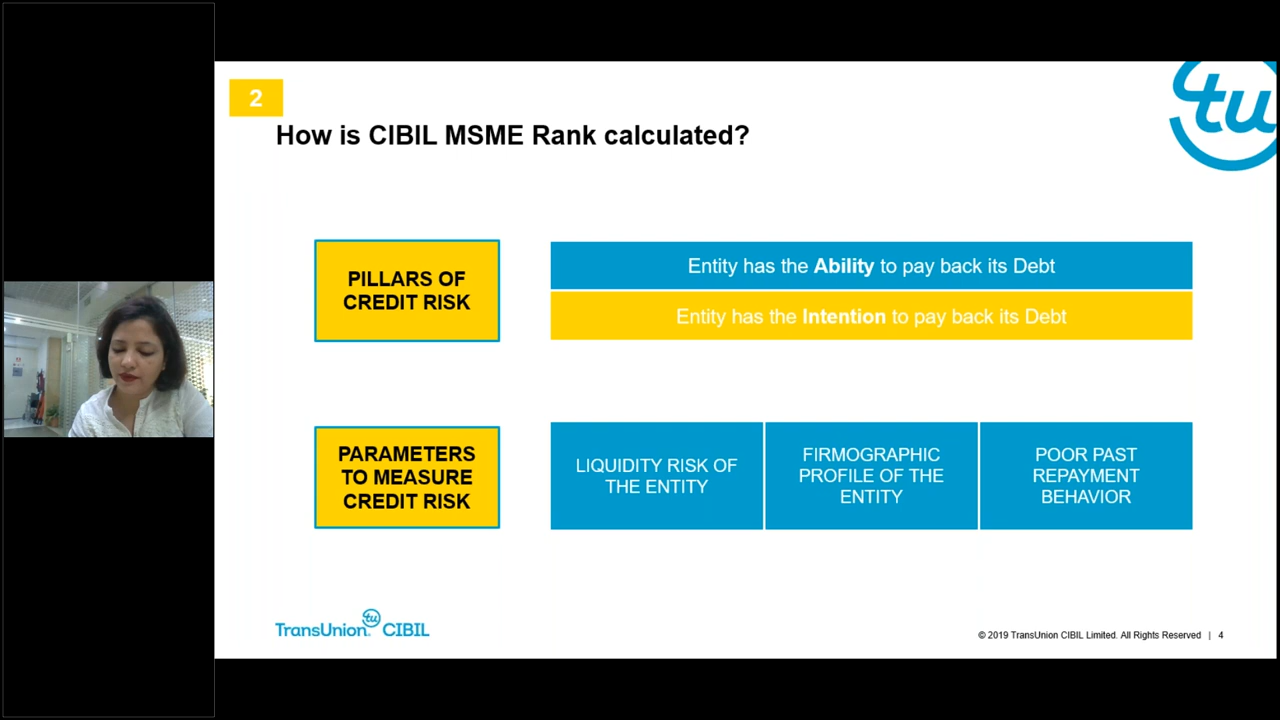 2
tu
How is CIBIL MSME Rank calculated?
PILLARS OF
CREDIT RISK
Entity has the Ability to pay back its Debt
Entity has the Intention to pay back its Debt
PARAMETERS
TO MEASURE
CREDIT RISK
LIQUIDITY RISK OF
THE ENTITY
FIRMOGRAPHIC
PROFILE OF THE
ENTITY
POOR PAST
REPAYMENT
BEHAVIOR
tu
TransUnion® CIBIL
© 2019 TransUnion CIBIL Limited. All Rights Reserved | 4